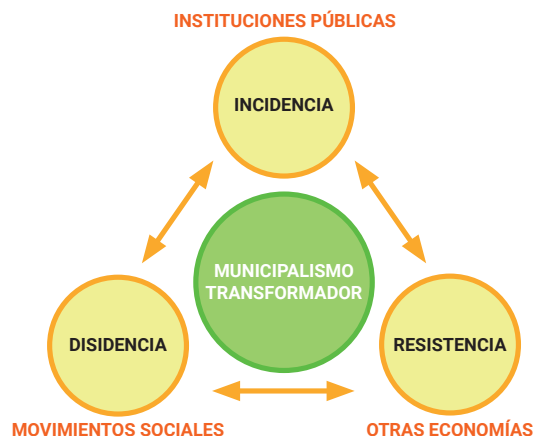 INSTITUCIONES PÚBLICAS
INCIDENCIA
MUNICIPALISMO
TRANSFORMADOR
DISIDENCIA
RESISTENCIA
MOVIMIENTOS SOCIALES
OTRAS ECONOMÍAS